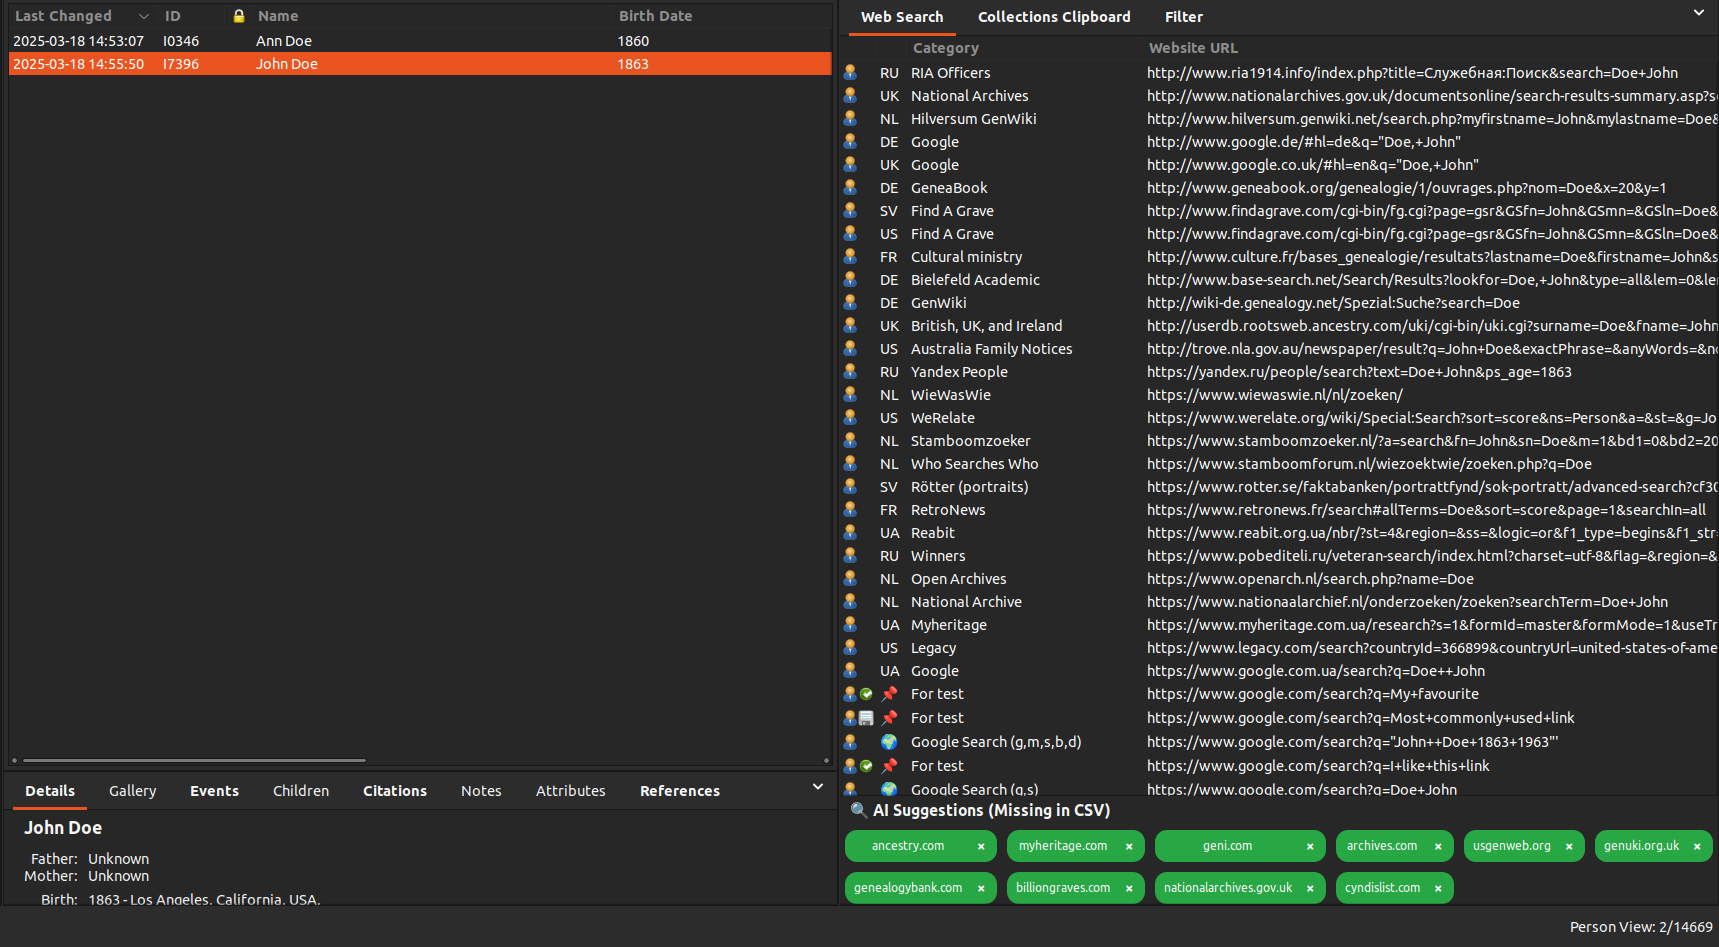 Last Changed ID Name Birth Date
2025-03-18 14:53:07 I0346 Ann Doe 1860
2025-03-18 14:55:50 I7396 John Doe 1863
Details Gallery Events Children Citations Notes Attributes References
John Doe
Father: Unknown
Mother: Unknown
Birth: 1863 - Los Angeles, California, USA.
Web Search Collections Clipboard Filter
Category Website URL
RU RIA Officers http://www.ria1914.info/index.php?title=Служебная:Поиск&search=Doe+John
UK National Archives http://www.nationalarchives.gov.uk/documentsonline/search-results-summary.asp?s
NL Hilversum GenWiki http://www.hilversum.genwiki.net/search.php?myfirstname=John&mylastname=Doe&
DE Google http://www.google.de/#hl=de&q="Doe,+John"
UK Google http://www.google.co.uk/#hl=en&q="Doe,+John"
DE GeneaBook http://www.geneabook.org/genealogie/1/ouvrages.php?nom=Doe&x=20&y=1
SV Find A Grave http://www.findagrave.com/cgi-bin/fg.cgi?page=gsr&GSfn=John&GSmn=&GSln=Doe&
US Find A Grave http://www.findagrave.com/cgi-bin/fg.cgi?page=gsr&GSfn=John&GSmn=&GSln=Doe&
FR Cultural ministry http://www.culture.fr/bases_genealogie/resultats?lastname=Doe&firstname=John&s
DE Bielefeld Academic http://www.base-search.net/Search/Results?lookfor=Doe,+John&type=all&lem=0&le
DE GenWiki http://wiki-de.genealogy.net/Spezial:Suche?search=Doe
UK British, UK, and Ireland http://userdb.rootsweb.ancestry.com/uki/cgi-bin/uki.cgi?surname=Doe&fname=John
US Australia Family Notices http://trove.nla.gov.au/newspaper/result?q=John+Doe&exactPhrase=&anyWords=&n
RU Yandex People https://yandex.ru/people/search?text=Doe+John&ps_age=1863
NL WieWasWie https://www.wiewaswie.nl/nl/zoeken/
US WeRelate https://www.werelate.org/wiki/Special:Search?sort=score&ns=Person&a=&st=&g=Jo
NL Stamboomzoeker https://www.stamboomzoeker.nl/?a=search&fn=John&sn=Doe&m=1&bd1=0&bd2=20
NL Who Searches Who https://www.stamboomforum.nl/wiezoektwie/zoeken.php?q=Doe
SV Rötter (portraits) https://www.rotter.se/faktabanken/portrattfynd/sok-portratt/advanced-search?cf30
FR RetroNews https://www.retronews.fr/search#allTerms=Doe&sort=score&page=1&searchIn=all
UA Reabit https://www.reabit.org.ua/nbr/?st=4&region=&ss=&logic=or&f1_type=begins&f1_str
RU Winners https://www.pobediteli.ru/veteran-search/index.html?charset=utf-8&flag=&region=&
NL Open Archives https://www.openarch.nl/search.php?name=Doe
NL National Archive https://www.nationaalarchief.nl/onderzoeken/zoeken?searchTerm=Doe+John
UA Myheritage https://www.myheritage.com.ua/research?s=1&formId=master&formMode=1&useTr
US Legacy https://www.legacy.com/search?countryId=366899&countryUrl=united-states-of-ame
UA Google https://www.google.com.ua/search?q=Doe++John
For test https://www.google.com/search?q=My+favourite
For test https://www.google.com/search?q=Most+commonly+used+link
Google Search (g,m,s,b,d) https://www.google.com/search?q="John++Doe+1863+1963"'
For test https://www.google.com/search?q=I+like+this+link
Google Search (g,s) https://www.google.com/search?q=Doe+John
AI Suggestions (Missing in CSV)
ancestry.com × myheritage.com × geni.com × archives.com × usgenweb.org × genuki.org.uk ×
genealogybank.com × billiongraves.com × nationalarchives.gov.uk × cyndislist.com ×
Person View: 2/14669